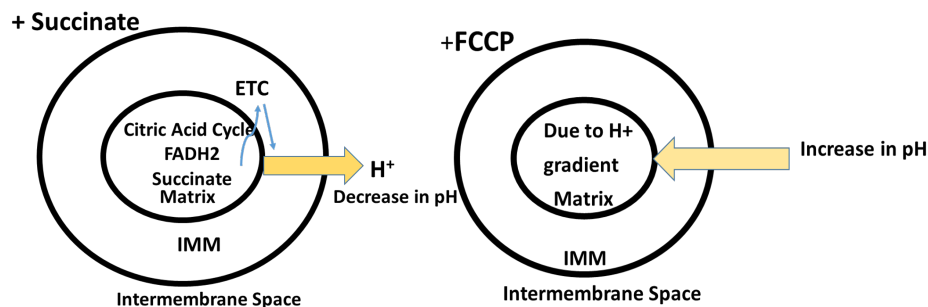 + Succinate
ETC
Citric Acid Cycle
FADH2
Succinate
Matrix
H⁺
Decrease in pH
IMM
Intermembrane Space
+FCCP
Due to H+
gradient
Matrix
Increase in pH
IMM
Intermembrane Space